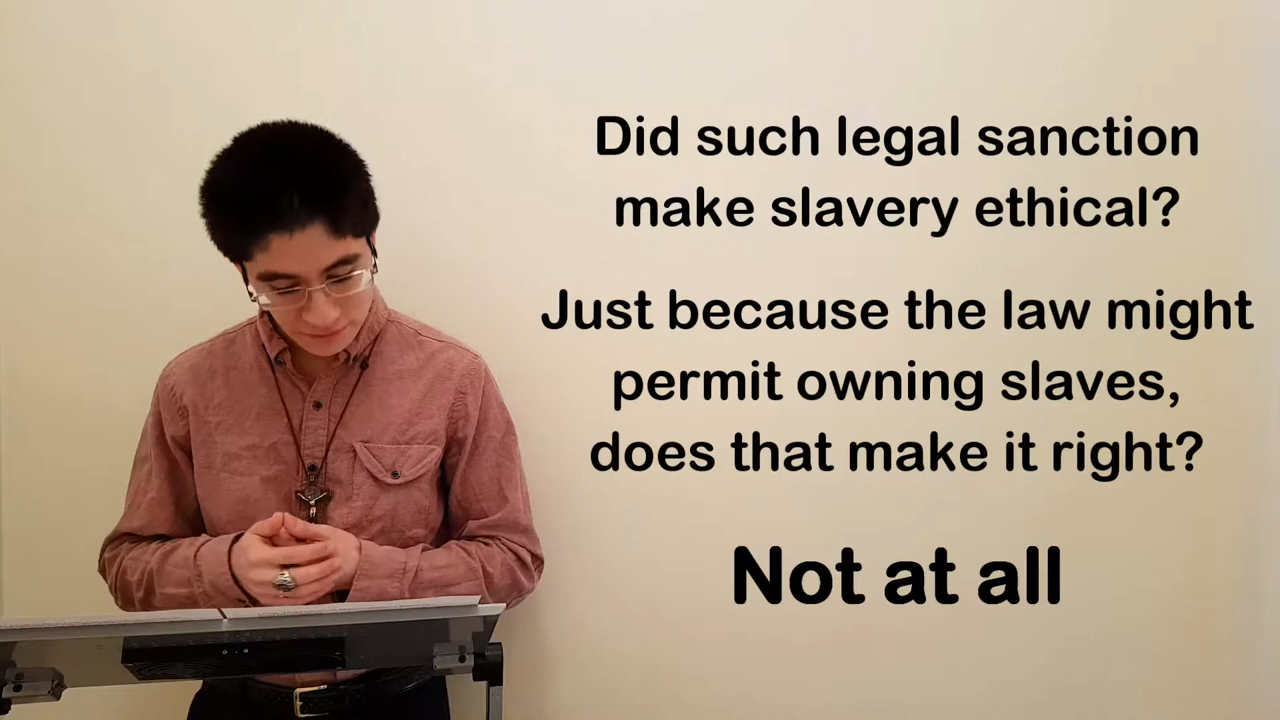 Did such legal sanction
make slavery ethical?
Just because the law might
permit owning slaves,
does that make it right?
Not at all